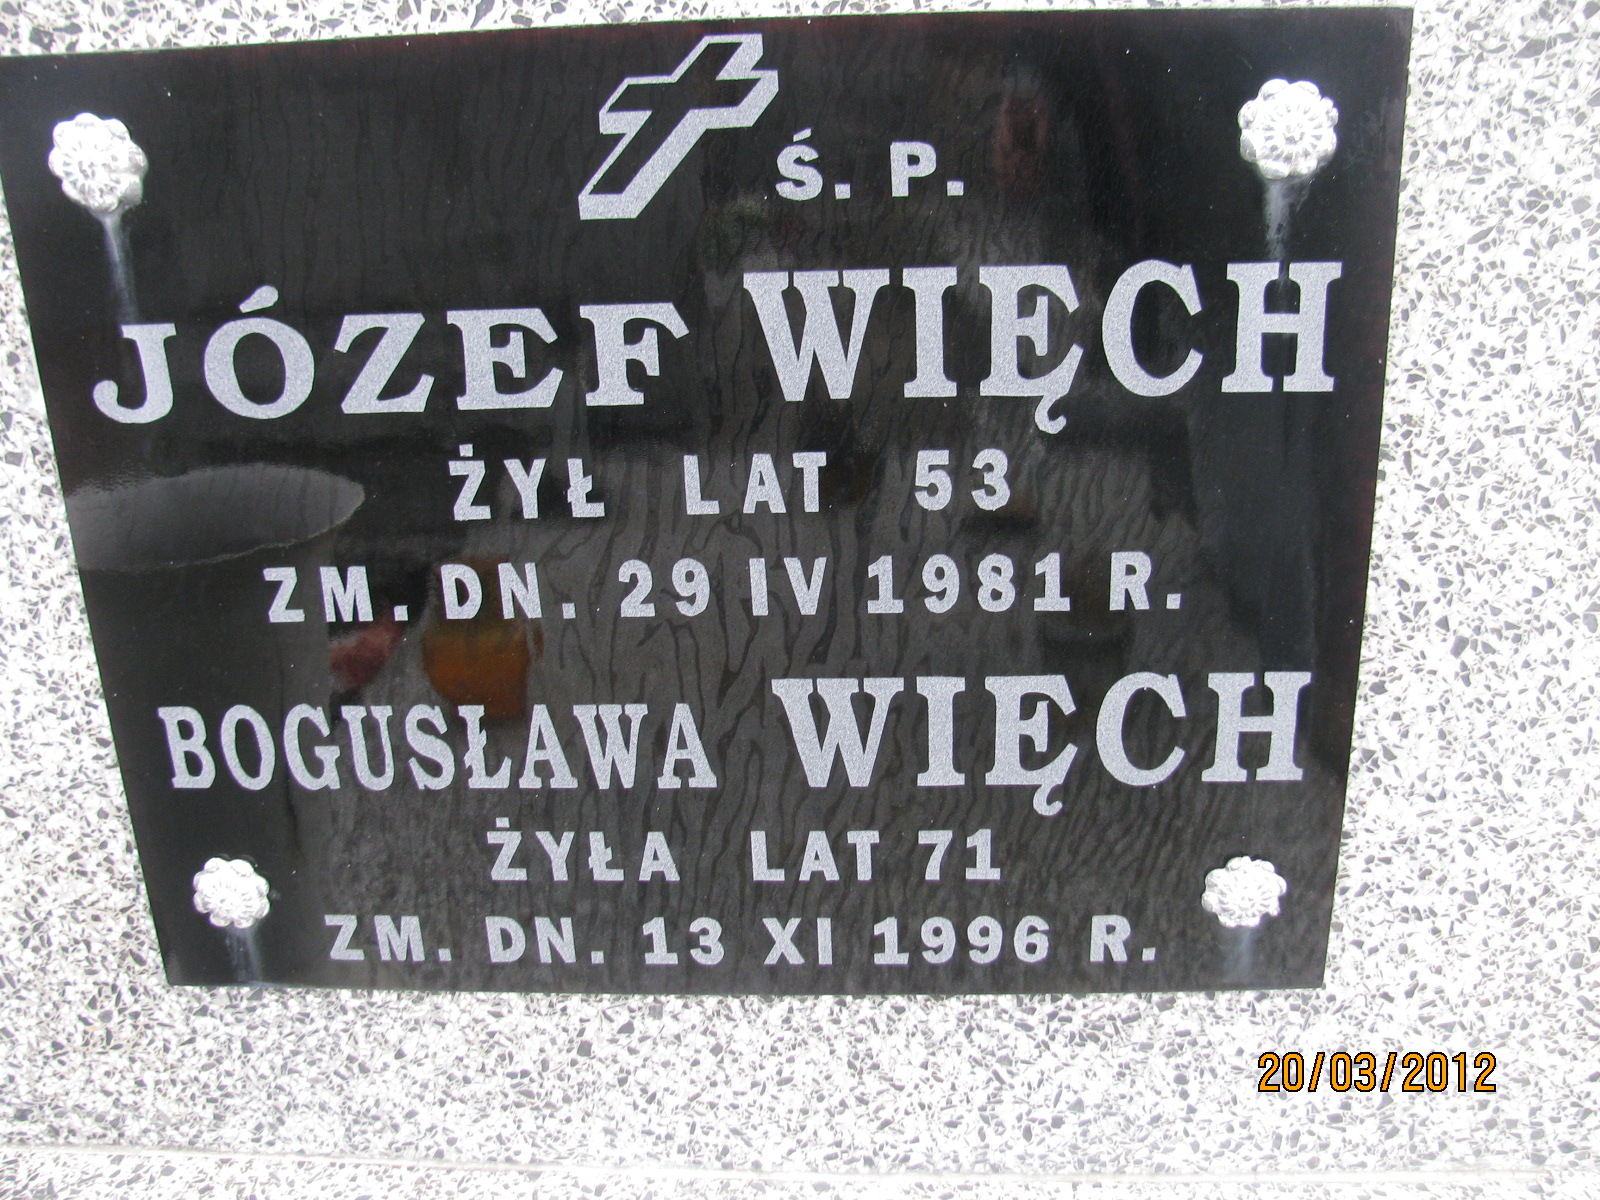 Ś. P.
JÓZEF WIĘCH
ŻYŁ LAT 53
ZM. DN. 29 IV 1981 R.
BOGUSŁAWA WIĘCH
ŻYŁA LAT 71
ZM. DN. 13 XI 1996 R.
20/03/2012